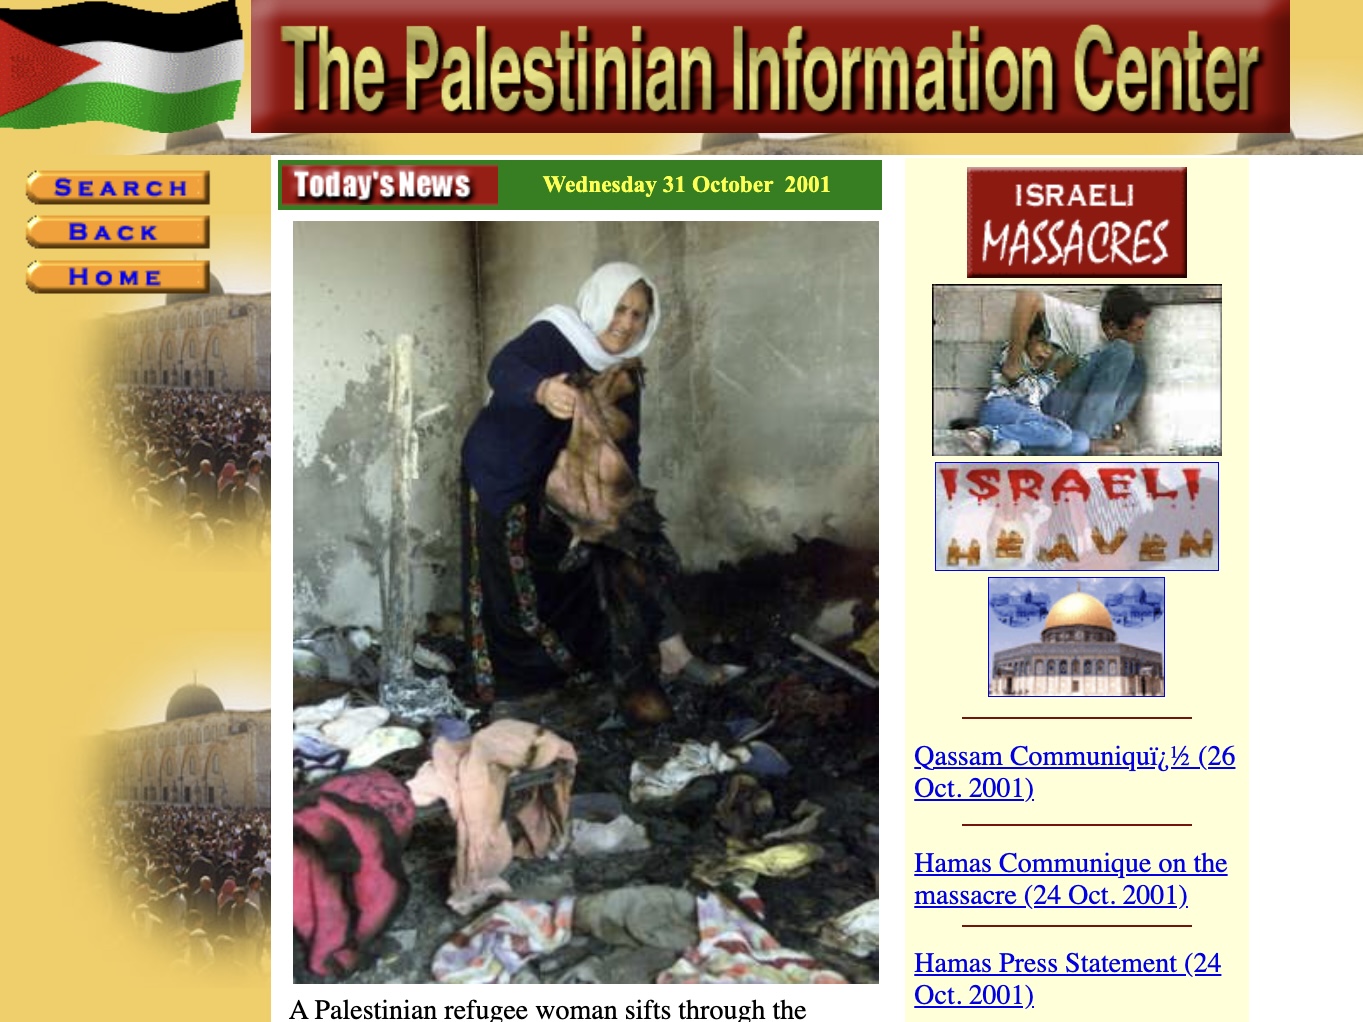 The Palestinian Information Center
SEARCH
BACK
HOME
Today's News
Wednesday 31 October 2001
A Palestinian refugee woman sifts through the
ISRAELI
MASSACRES
ISRAELI
HEAVEN
Qassam Communiquï¿½ (26
Oct. 2001)
Hamas Communique on the
massacre (24 Oct. 2001)
Hamas Press Statement (24
Oct. 2001)